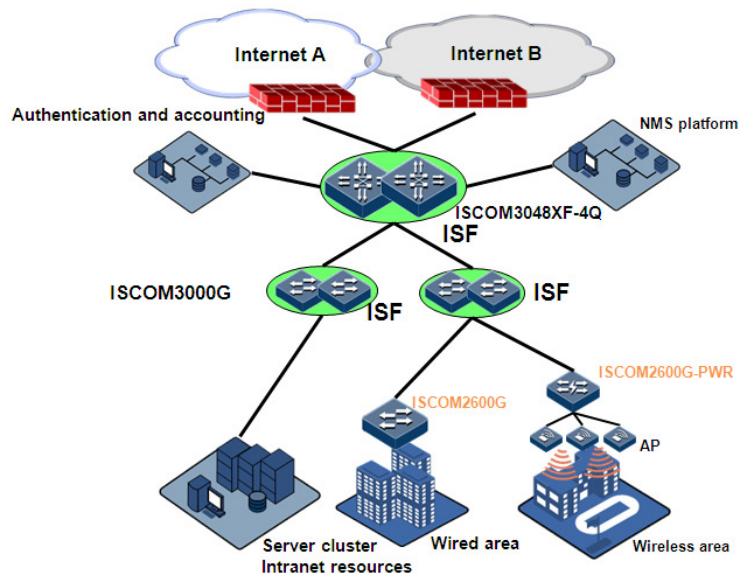 Internet A
Internet B
Authentication and accounting
NMS platform
ISCOM3048XF-4Q
ISF
ISCOM3000G
ISF
ISF
ISCOM2600G-PWR
ISCOM2600G
AP
Server cluster
Intranet resources
Wired area
Wireless area